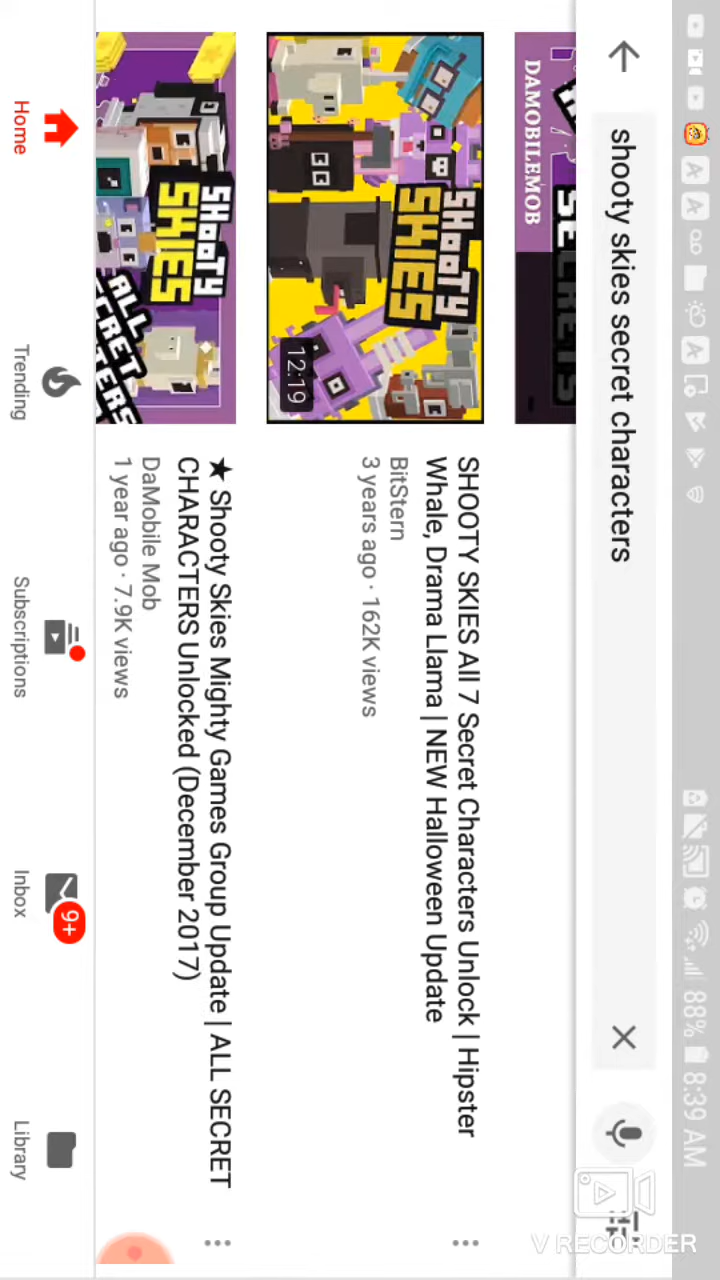 88% 8:39 AM
shooty skies secret characters
DAMOBILEMOB
SECRETS
SHOOTY
SKIES
12:19
SHOOTY SKIES All 7 Secret Characters Unlock | Hipster
Whale, Drama Llama | NEW Halloween Update
BitStern
3 years ago · 162K views
SHOOTY
SKIES
ALL
SECRET
★ Shooty Skies Mighty Games Group Update | ALL SECRET
CHARACTERS Unlocked (December 2017)
DaMobile Mob
1 year ago · 7.9K views
Home
Trending
Subscriptions
9+
Inbox
Library
V RECORDER